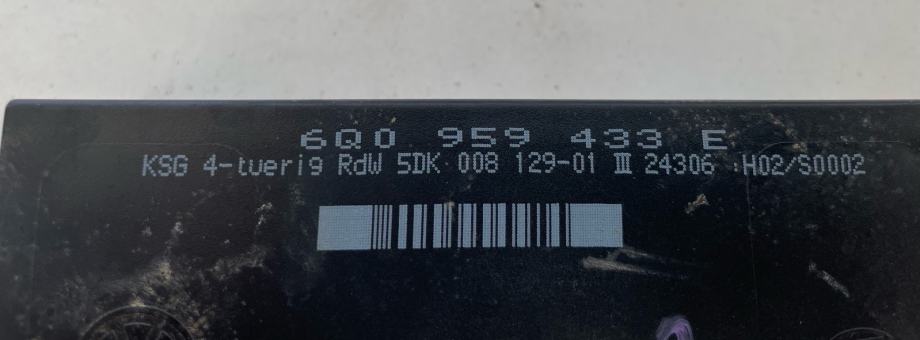 6Q0 959 433 E
KSG 4-tuerig RdW 5DK 008 129-01 III 24306 H02/S0002